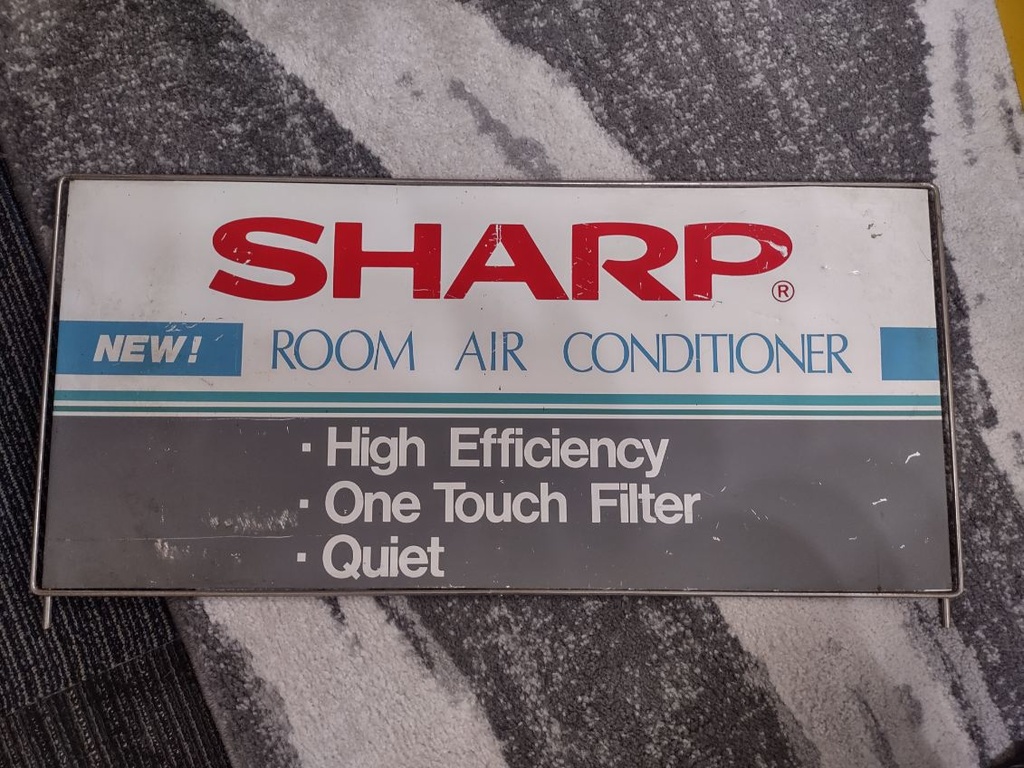 SHARP®
NEW! ROOM AIR CONDITIONER
· High Efficiency
· One Touch Filter
· Quiet